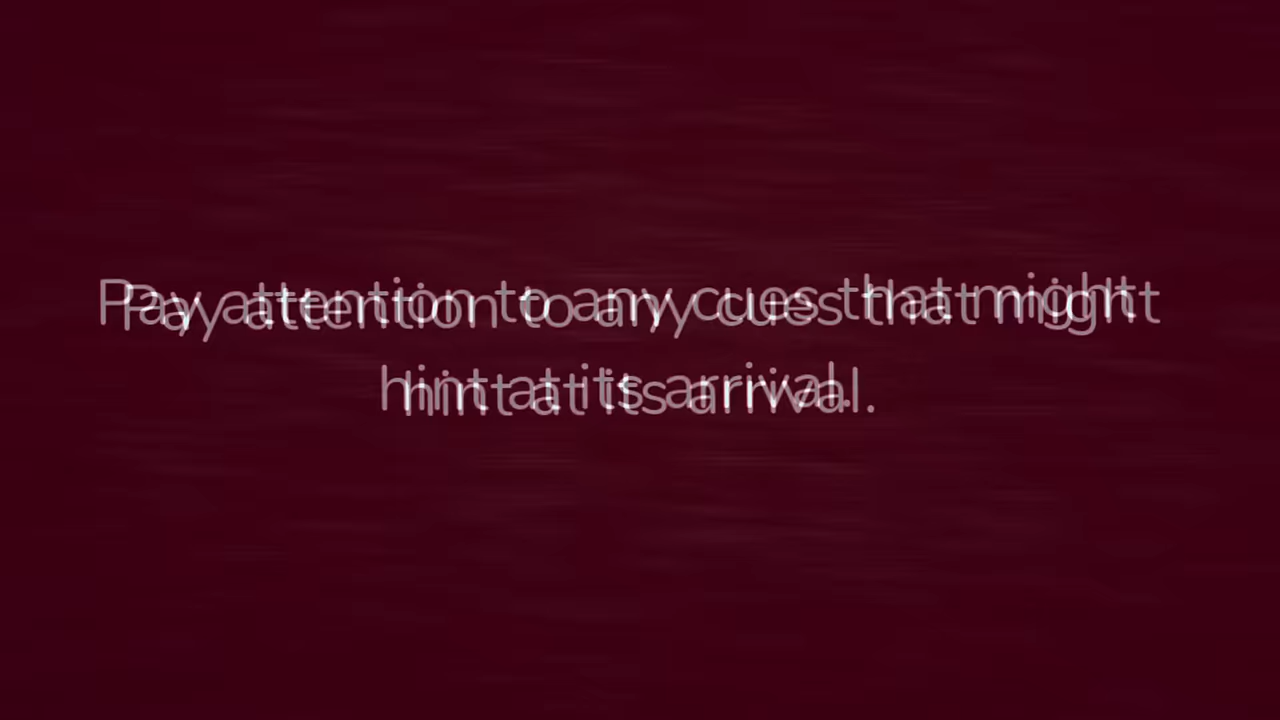 Pay attention to any cues that might
hint at its arrival.